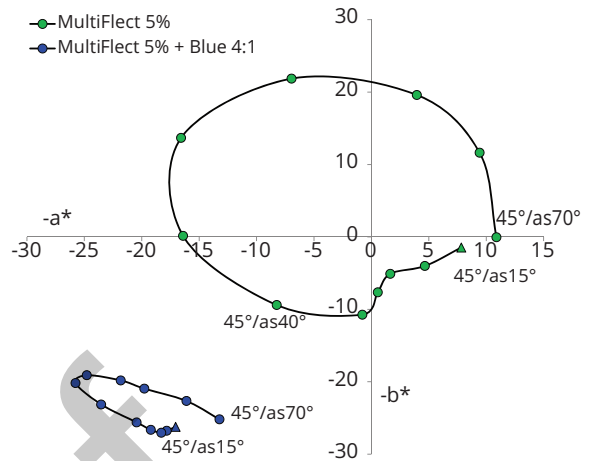 MultiFlect 5%
MultiFlect 5% + Blue 4:1
30
20
10
0
-10
-20
-30
-a*
-30 -25 -20 -15 -10 -5 0 5 10 15
45°/as70°
45°/as15°
45°/as40°
-b*
45°/as70°
45°/as15°